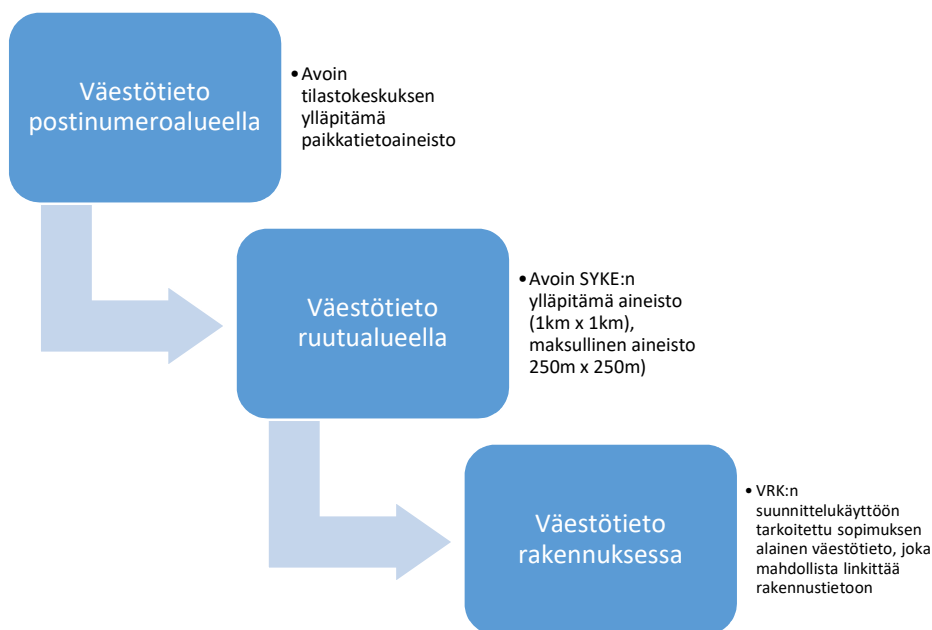 Väestötieto
postinumeroalueella
•Avoin
tilastokeskuksen
ylläpitämä
paikkatietoaineisto
Väestötieto
ruutualueella
•Avoin SYKE:n
ylläpitämä aineisto
(1km x 1km),
maksullinen aineisto
250m x 250m)
Väestötieto
rakennuksessa
• VRK:n
suunnittelukäyttöön
tarkoitettu sopimuksen
alainen väestötieto, joka
mahdollista linkittää
rakennustietoon